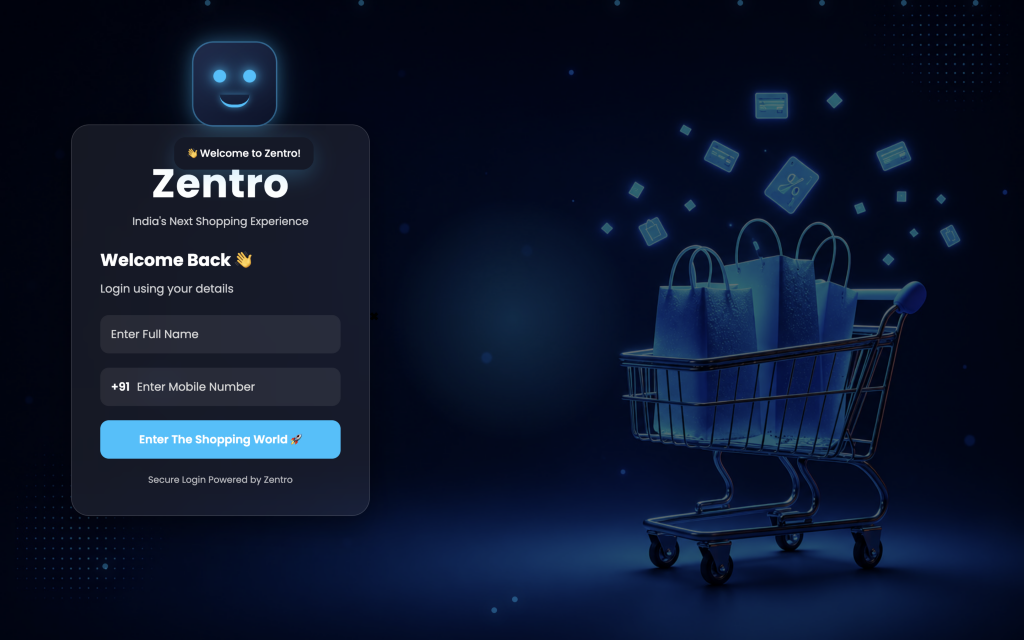 👋 Welcome to Zentro!
Zentro
India's Next Shopping Experience
Welcome Back 👋
Login using your details
Enter Full Name
+91 Enter Mobile Number
Enter The Shopping World 🚀
Secure Login Powered by Zentro